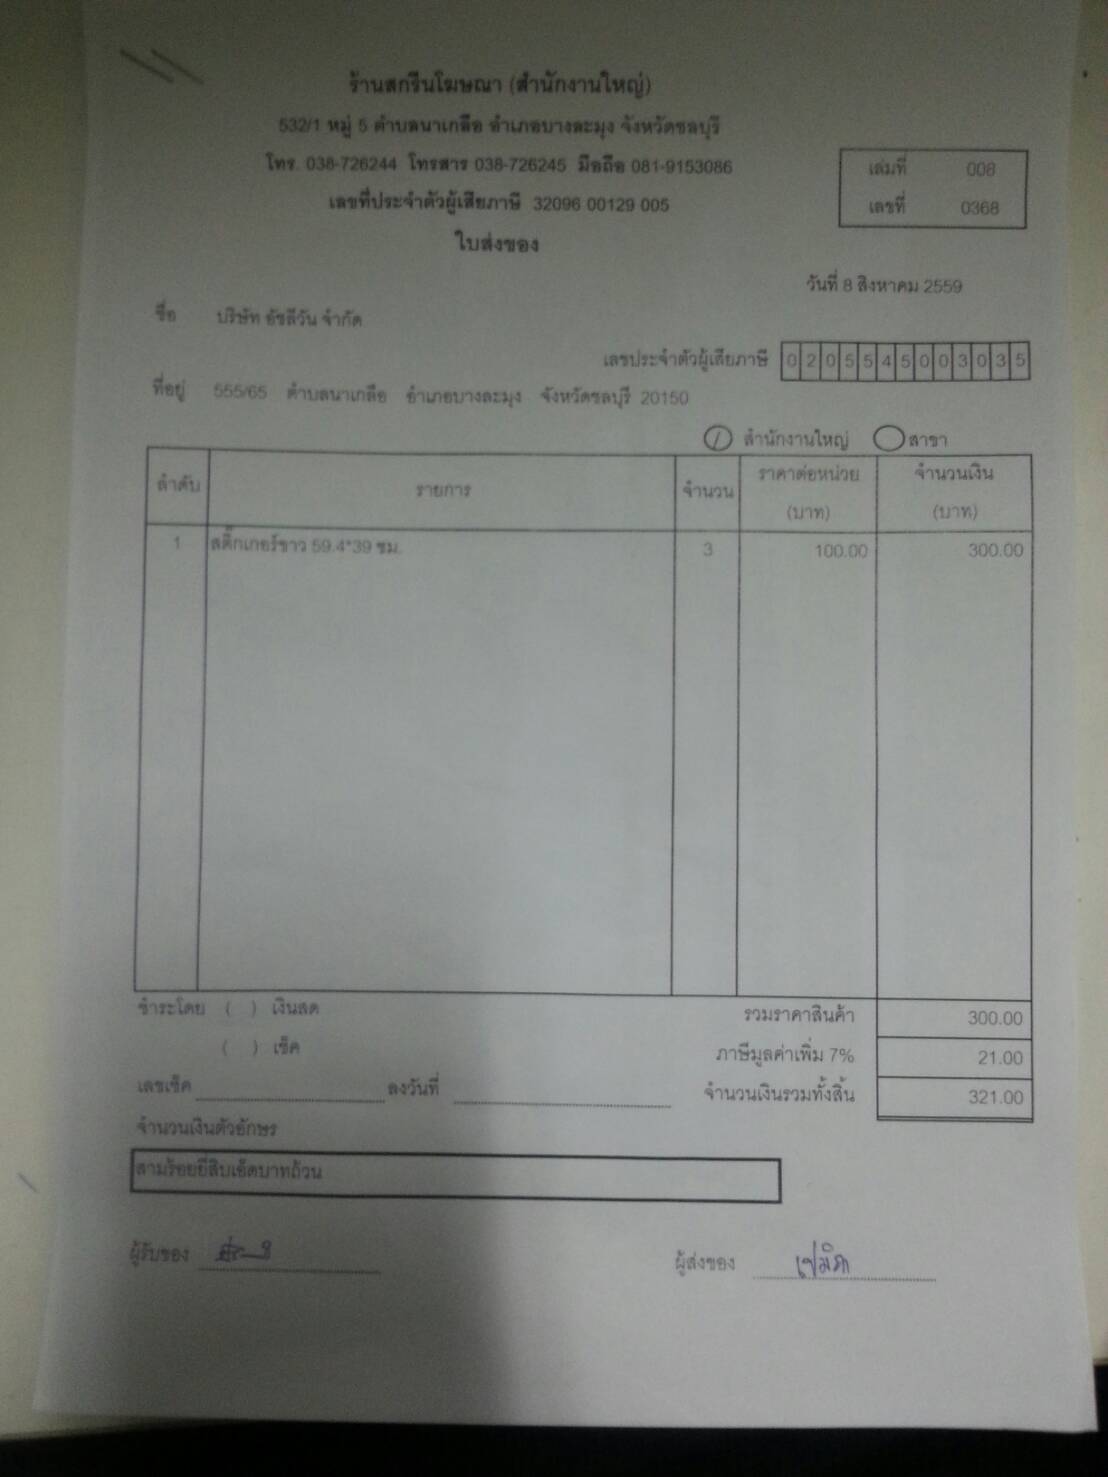 ร้านสกรีนโฆษณา (สำนักงานใหญ่)
532/1 หมู่ 5 ตำบลนาเกลือ อำเภอบางละมุง จังหวัดชลบุรี
โทร. 038-726244 โทรสาร 038-726245 มือถือ 081-9153086
เลขที่ประจำตัวผู้เสียภาษี 32096 00129 005
เล่มที่ 008
เลขที่ 0368
ใบส่งของ
วันที่ 8 สิงหาคม 2559
ชื่อ บริษัท อัชลีวัน จำกัด
เลขประจำตัวผู้เสียภาษี 0205545003035
ที่อยู่ 555/65 ตำบลนาเกลือ อำเภอบางละมุง จังหวัดชลบุรี 20150
(/) สำนักงานใหญ่ สาขา
ลำดับ รายการ จำนวน ราคาต่อหน่วย (บาท) จำนวนเงิน (บาท)
1 สติ๊กเกอร์ขาว 59.4*39 ซม. 3 100.00 300.00
ชำระโดย ( ) เงินสด รวมราคาสินค้า 300.00
( ) เช็ค ภาษีมูลค่าเพิ่ม 7% 21.00
เลขเช็ค ลงวันที่ จำนวนเงินรวมทั้งสิ้น 321.00
จำนวนเงินตัวอักษร
สามร้อยยี่สิบเอ็ดบาทถ้วน
ผู้รับของ ผู้ส่งของ